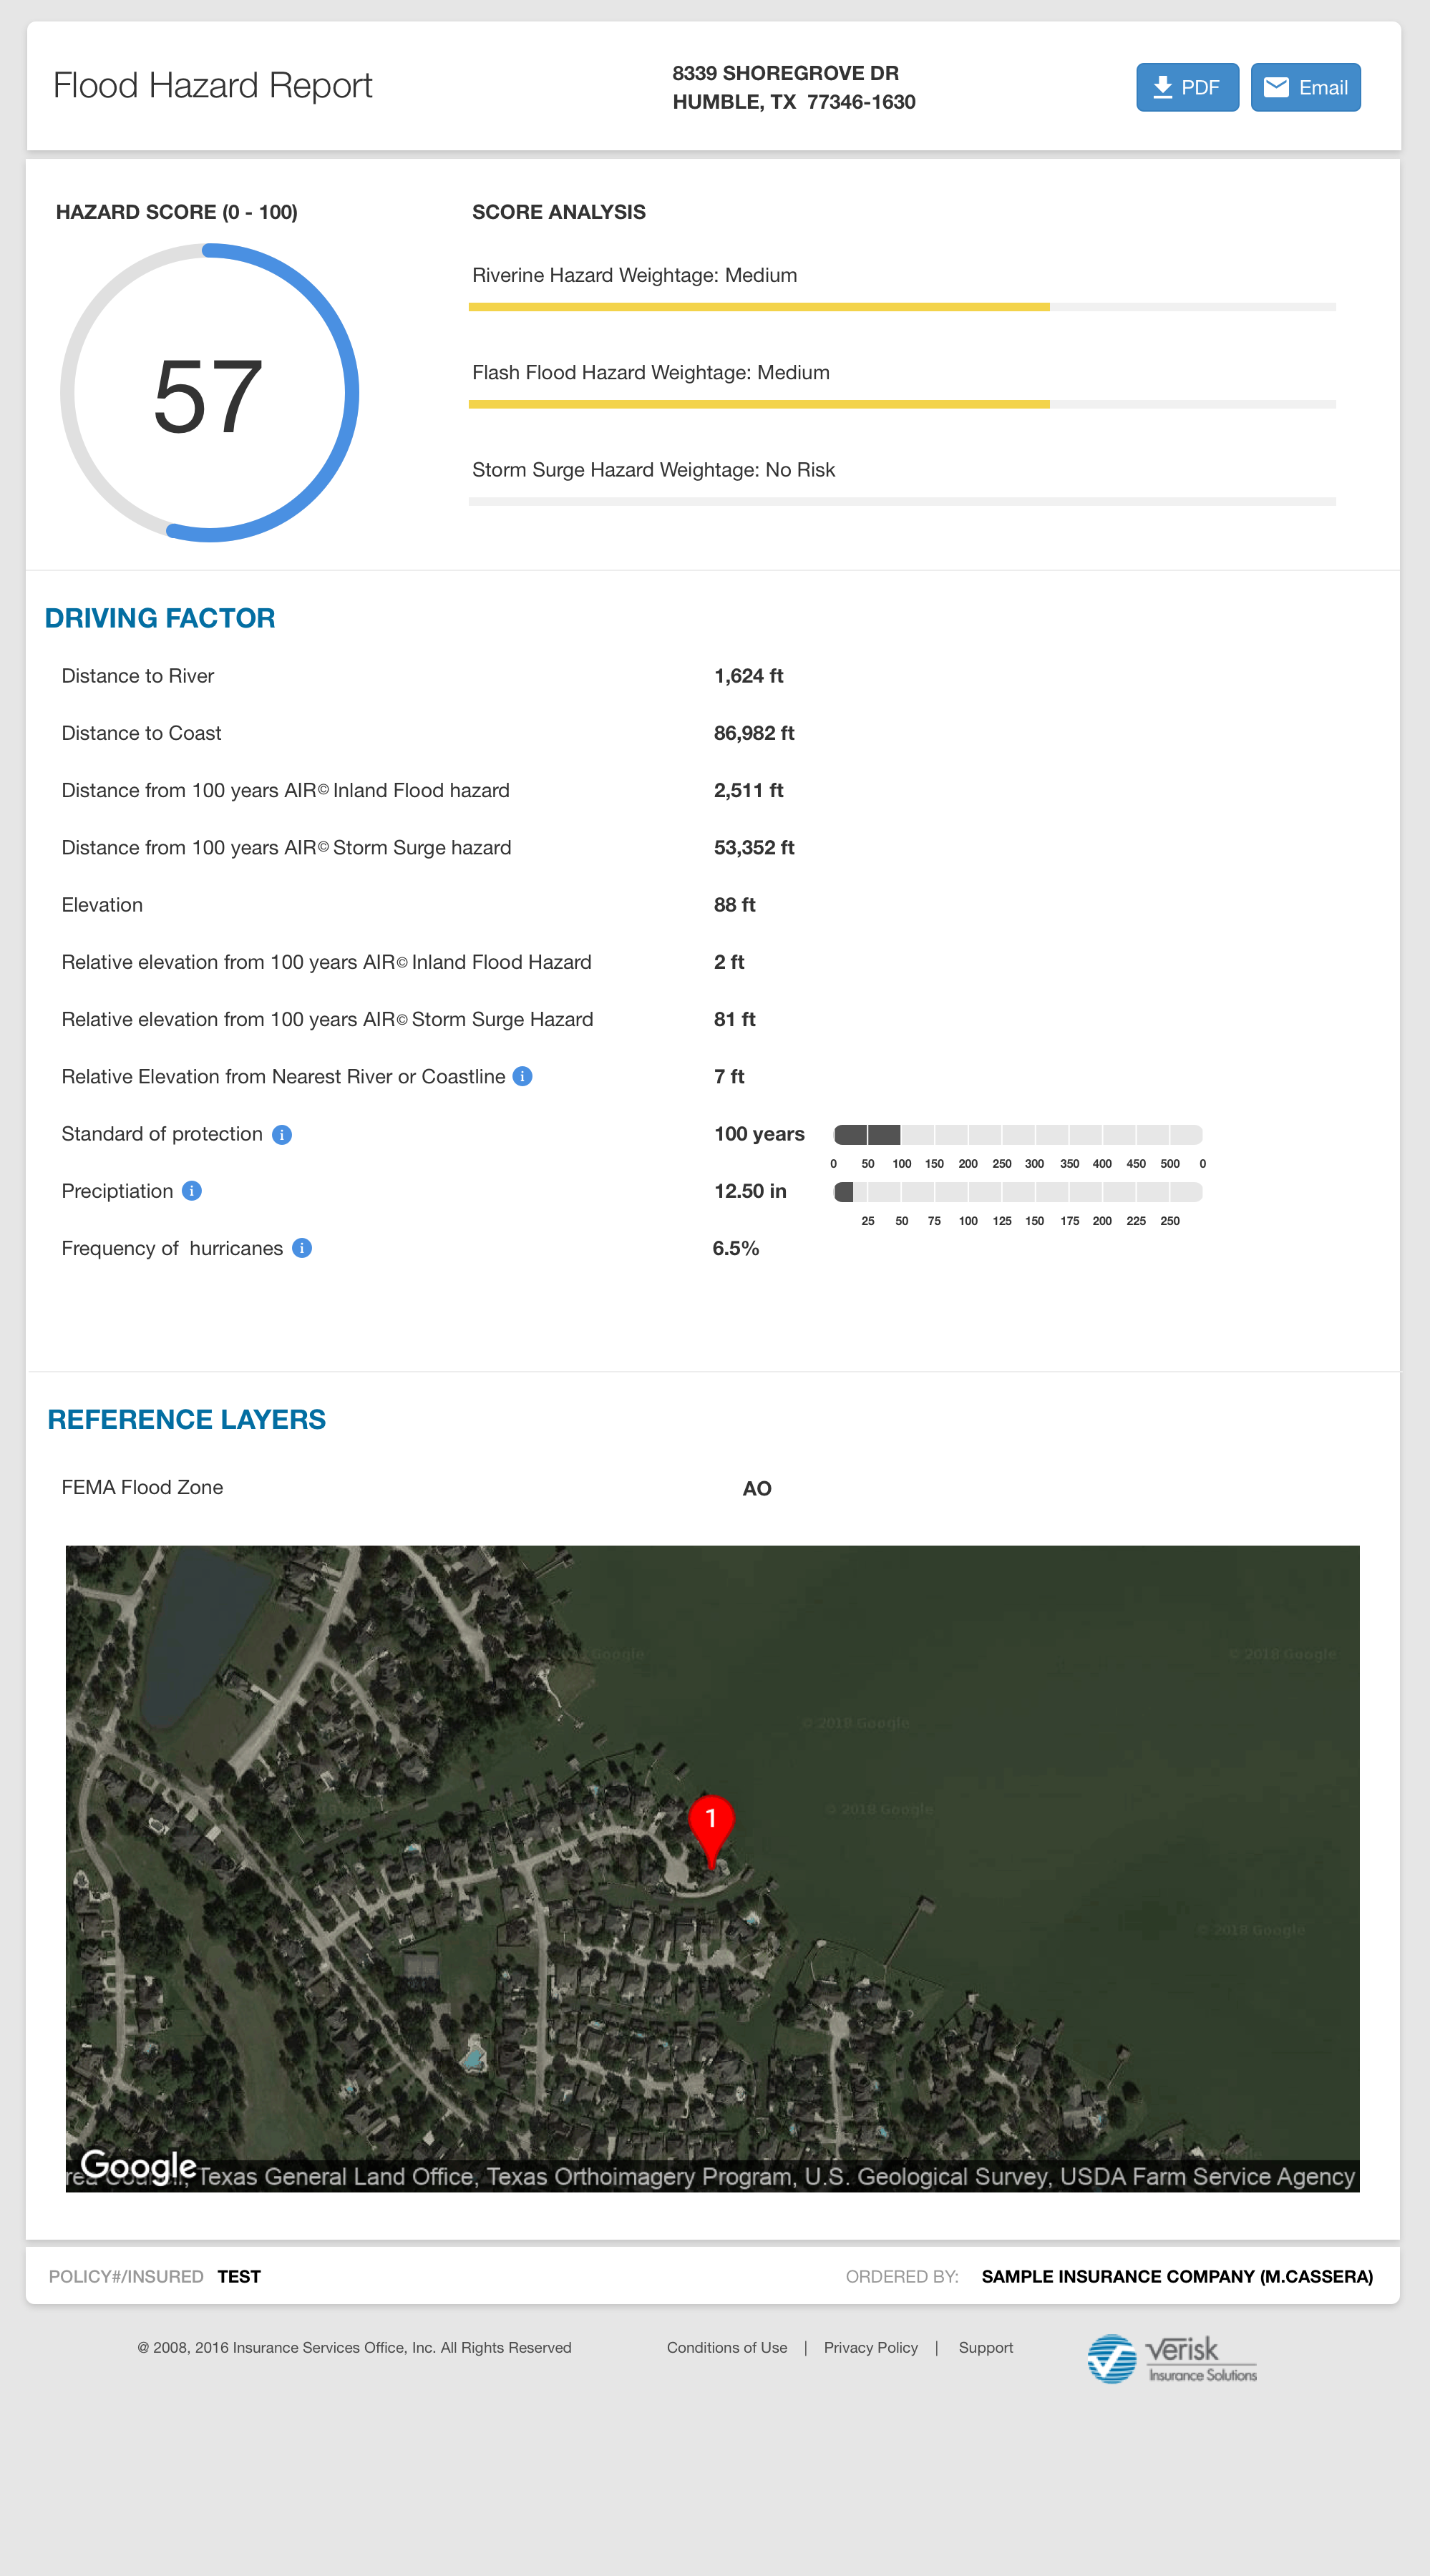 Flood Hazard Report
8339 SHOREGROVE DR
HUMBLE, TX 77346-1630
PDF
Email
HAZARD SCORE (0 - 100)
57
SCORE ANALYSIS
Riverine Hazard Weightage: Medium
Flash Flood Hazard Weightage: Medium
Storm Surge Hazard Weightage: No Risk
DRIVING FACTOR
Distance to River 1,624 ft
Distance to Coast 86,982 ft
Distance from 100 years AIR© Inland Flood hazard 2,511 ft
Distance from 100 years AIR© Storm Surge hazard 53,352 ft
Elevation 88 ft
Relative elevation from 100 years AIR© Inland Flood Hazard 2 ft
Relative elevation from 100 years AIR© Storm Surge Hazard 81 ft
Relative Elevation from Nearest River or Coastline i 7 ft
Standard of protection i 100 years
0 50 100 150 200 250 300 350 400 450 500 0
Preciptiation i 12.50 in
25 50 75 100 125 150 175 200 225 250
Frequency of hurricanes i 6.5%
REFERENCE LAYERS
FEMA Flood Zone AO
Google
© 2018 Google
© 2018 Google
1
© 2018 Google
© 2018 Google
Google
Texas General Land Office, Texas Orthoimagery Program, U.S. Geological Survey, USDA Farm Service Agency
POLICY#/INSURED TEST
ORDERED BY: SAMPLE INSURANCE COMPANY (M.CASSERA)
@ 2008, 2016 Insurance Services Office, Inc. All Rights Reserved
Conditions of Use | Privacy Policy | Support
Verisk
Insurance Solutions